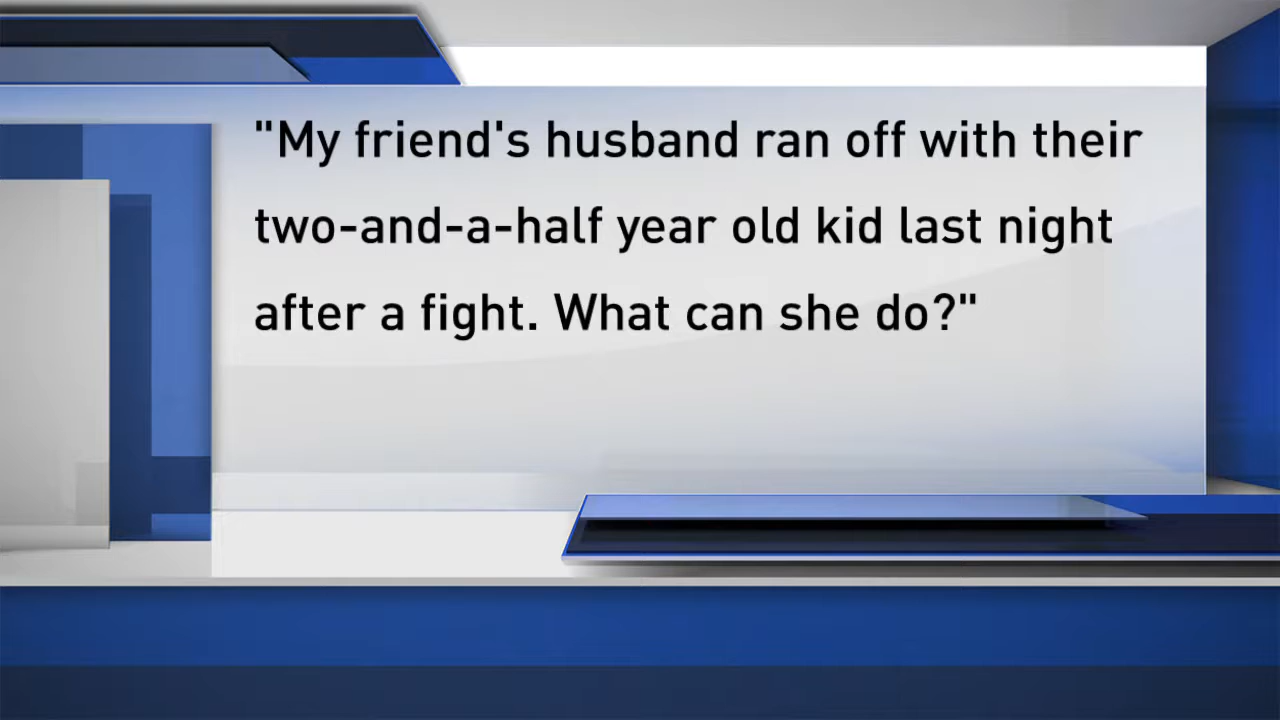 "My friend's husband ran off with their
two-and-a-half year old kid last night
after a fight. What can she do?"